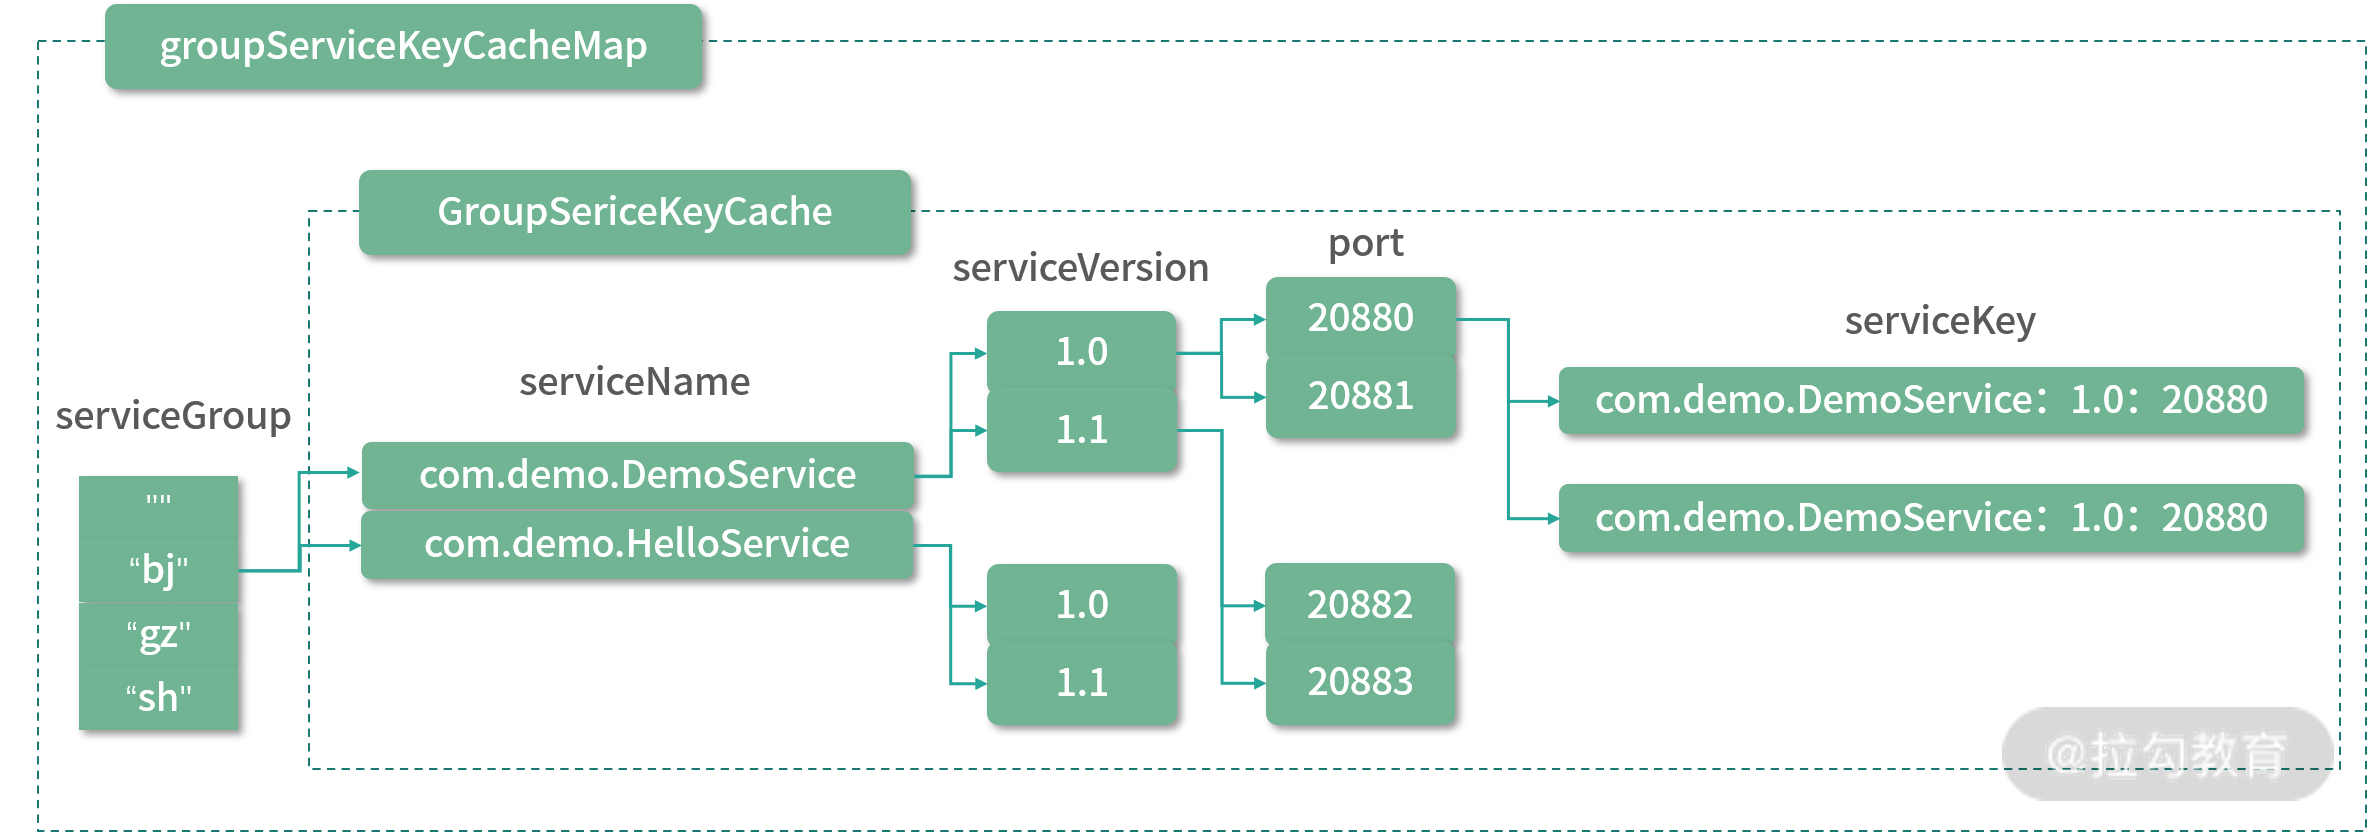 groupServiceKeyCacheMap
GroupSericeKeyCache
serviceGroup
""
“bj"
“gz"
“sh"
serviceName
com.demo.DemoService
com.demo.HelloService
serviceVersion
1.0
1.1
1.0
1.1
port
20880
20881
20882
20883
serviceKey
com.demo.DemoService：1.0：20880
com.demo.DemoService：1.0：20880
@拉勾教育